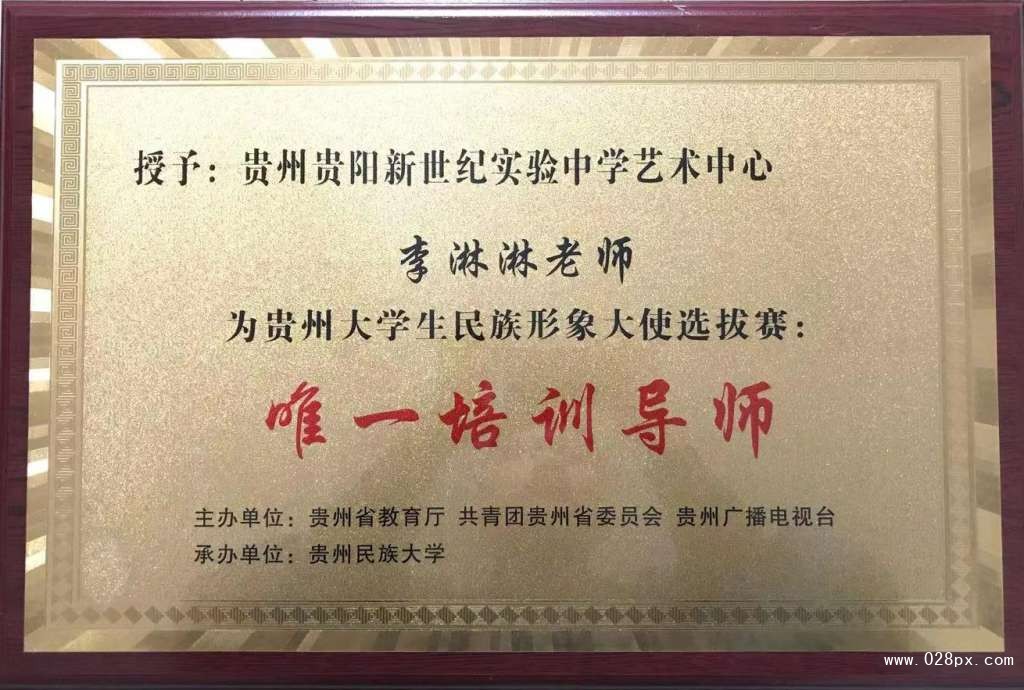 授予：贵州贵阳新世纪实验中学艺术中心
李淋淋老师
为贵州大学生民族形象大使选拔赛：
唯一培训导师
主办单位：贵州省教育厅 共青团贵州省委员会 贵州广播电视台
承办单位：贵州民族大学
www.028px.com